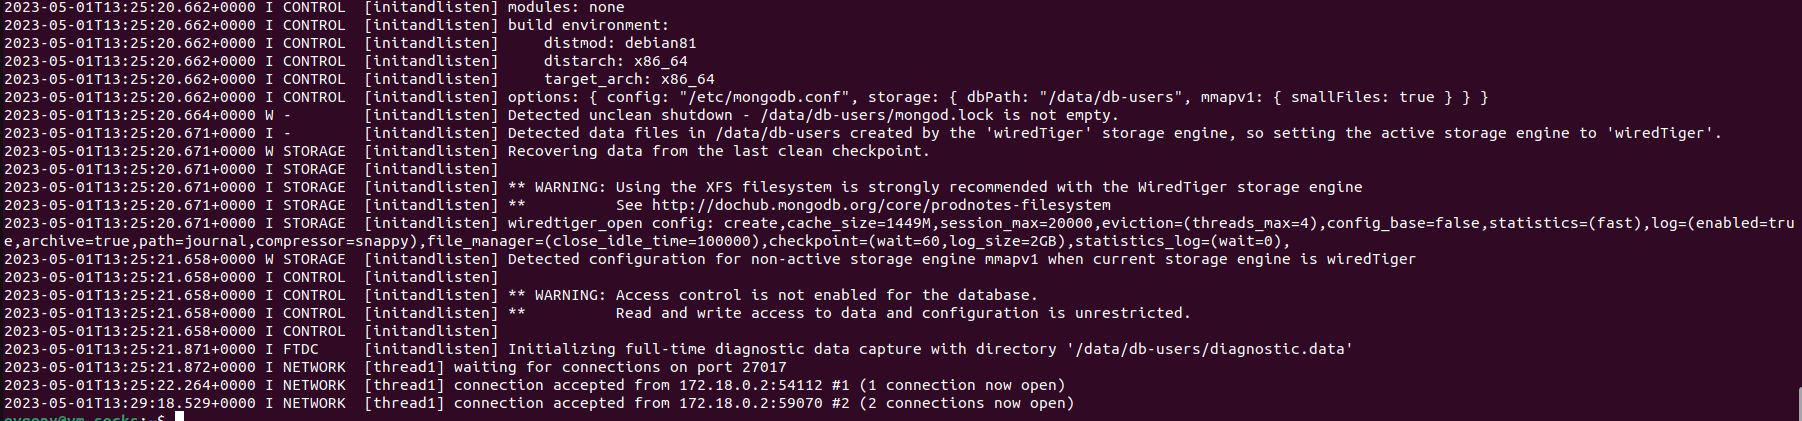 2023-05-01T13:25:20.662+0000 I CONTROL  [initandlisten] modules: none
2023-05-01T13:25:20.662+0000 I CONTROL  [initandlisten] build environment:
2023-05-01T13:25:20.662+0000 I CONTROL  [initandlisten]     distmod: debian81
2023-05-01T13:25:20.662+0000 I CONTROL  [initandlisten]     distarch: x86_64
2023-05-01T13:25:20.662+0000 I CONTROL  [initandlisten]     target_arch: x86_64
2023-05-01T13:25:20.662+0000 I CONTROL  [initandlisten] options: { config: "/etc/mongodb.conf", storage: { dbPath: "/data/db-users", mmapv1: { smallFiles: true } } }
2023-05-01T13:25:20.664+0000 W -        [initandlisten] Detected unclean shutdown - /data/db-users/mongod.lock is not empty.
2023-05-01T13:25:20.671+0000 I -        [initandlisten] Detected data files in /data/db-users created by the 'wiredTiger' storage engine, so setting the active storage engine to 'wiredTiger'.
2023-05-01T13:25:20.671+0000 W STORAGE  [initandlisten] Recovering data from the last clean checkpoint.
2023-05-01T13:25:20.671+0000 I STORAGE  [initandlisten]
2023-05-01T13:25:20.671+0000 I STORAGE  [initandlisten] ** WARNING: Using the XFS filesystem is strongly recommended with the WiredTiger storage engine
2023-05-01T13:25:20.671+0000 I STORAGE  [initandlisten] **          See http://dochub.mongodb.org/core/prodnotes-filesystem
2023-05-01T13:25:20.671+0000 I STORAGE  [initandlisten] wiredtiger_open config: create,cache_size=1449M,session_max=20000,eviction=(threads_max=4),config_base=false,statistics=(fast),log=(enabled=tru
e,archive=true,path=journal,compressor=snappy),file_manager=(close_idle_time=100000),checkpoint=(wait=60,log_size=2GB),statistics_log=(wait=0),
2023-05-01T13:25:21.658+0000 W STORAGE  [initandlisten] Detected configuration for non-active storage engine mmapv1 when current storage engine is wiredTiger
2023-05-01T13:25:21.658+0000 I CONTROL  [initandlisten]
2023-05-01T13:25:21.658+0000 I CONTROL  [initandlisten] ** WARNING: Access control is not enabled for the database.
2023-05-01T13:25:21.658+0000 I CONTROL  [initandlisten] **          Read and write access to data and configuration is unrestricted.
2023-05-01T13:25:21.658+0000 I CONTROL  [initandlisten]
2023-05-01T13:25:21.871+0000 I FTDC     [initandlisten] Initializing full-time diagnostic data capture with directory '/data/db-users/diagnostic.data'
2023-05-01T13:25:21.872+0000 I NETWORK  [thread1] waiting for connections on port 27017
2023-05-01T13:25:22.264+0000 I NETWORK  [thread1] connection accepted from 172.18.0.2:54112 #1 (1 connection now open)
2023-05-01T13:29:18.529+0000 I NETWORK  [thread1] connection accepted from 172.18.0.2:59070 #2 (2 connections now open)